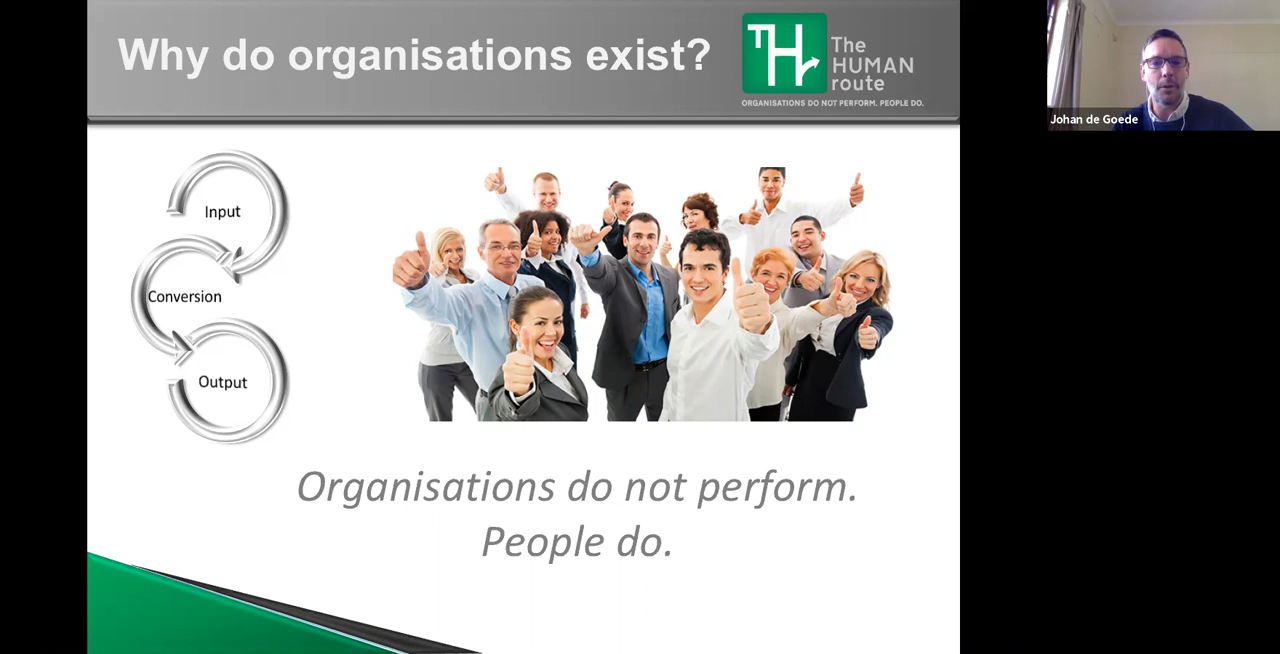 Why do organisations exist?
TH
The
HUMAN
route
ORGANISATIONS DO NOT PERFORM. PEOPLE DO.
Johan de Goede
Input
Conversion
Output
Organisations do not perform.
People do.